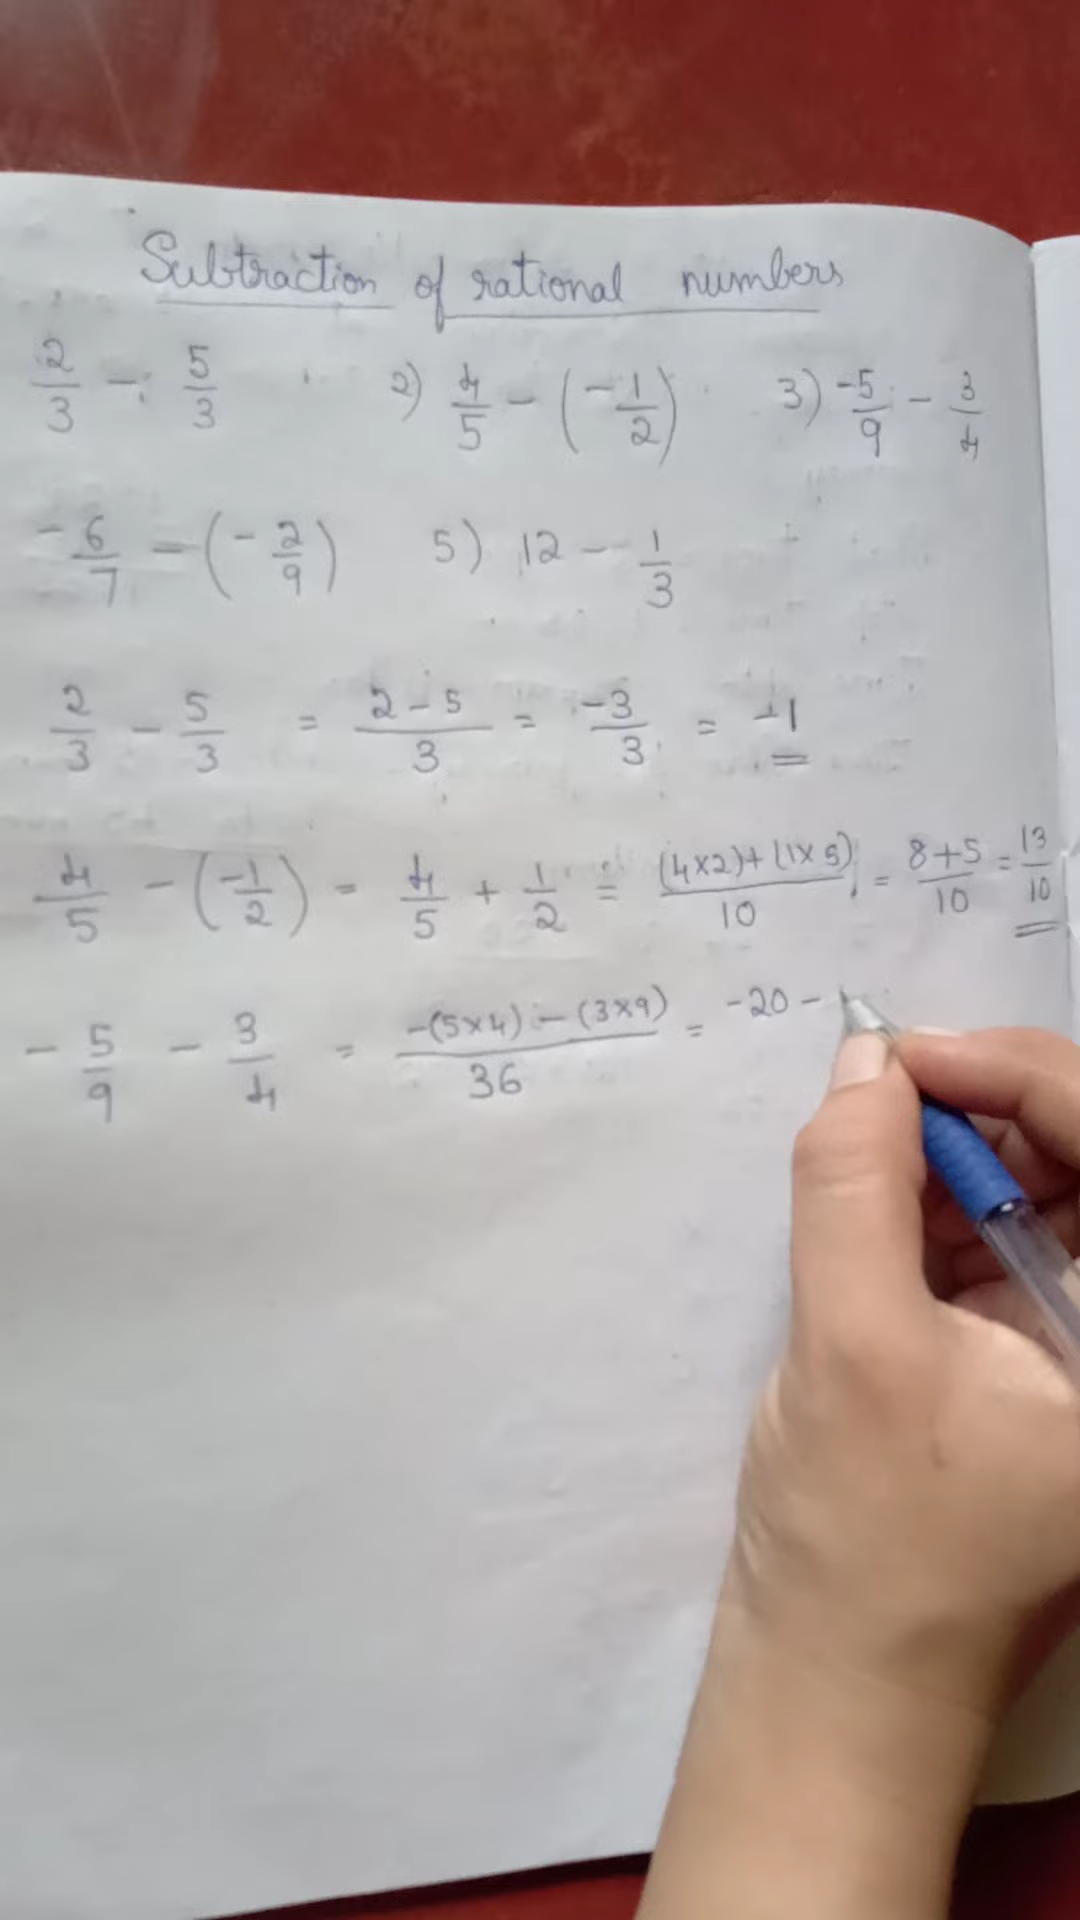 Subtraction of rational numbers
2/3 - 5/3 2) 4/5 - (-1/2) 3) -5/9 - 3/4
-6/7 - (-2/9) 5) 12 - 1/3
2/3 - 5/3 = 2-5/3 = -3/3 = -1
4/5 - (-1/2) = 4/5 + 1/2 = (4×2)+(1×5)/10 = 8+5/10 = 13/10
-5/9 - 3/4 = -(5×4)-(3×9)/36 = -20 -